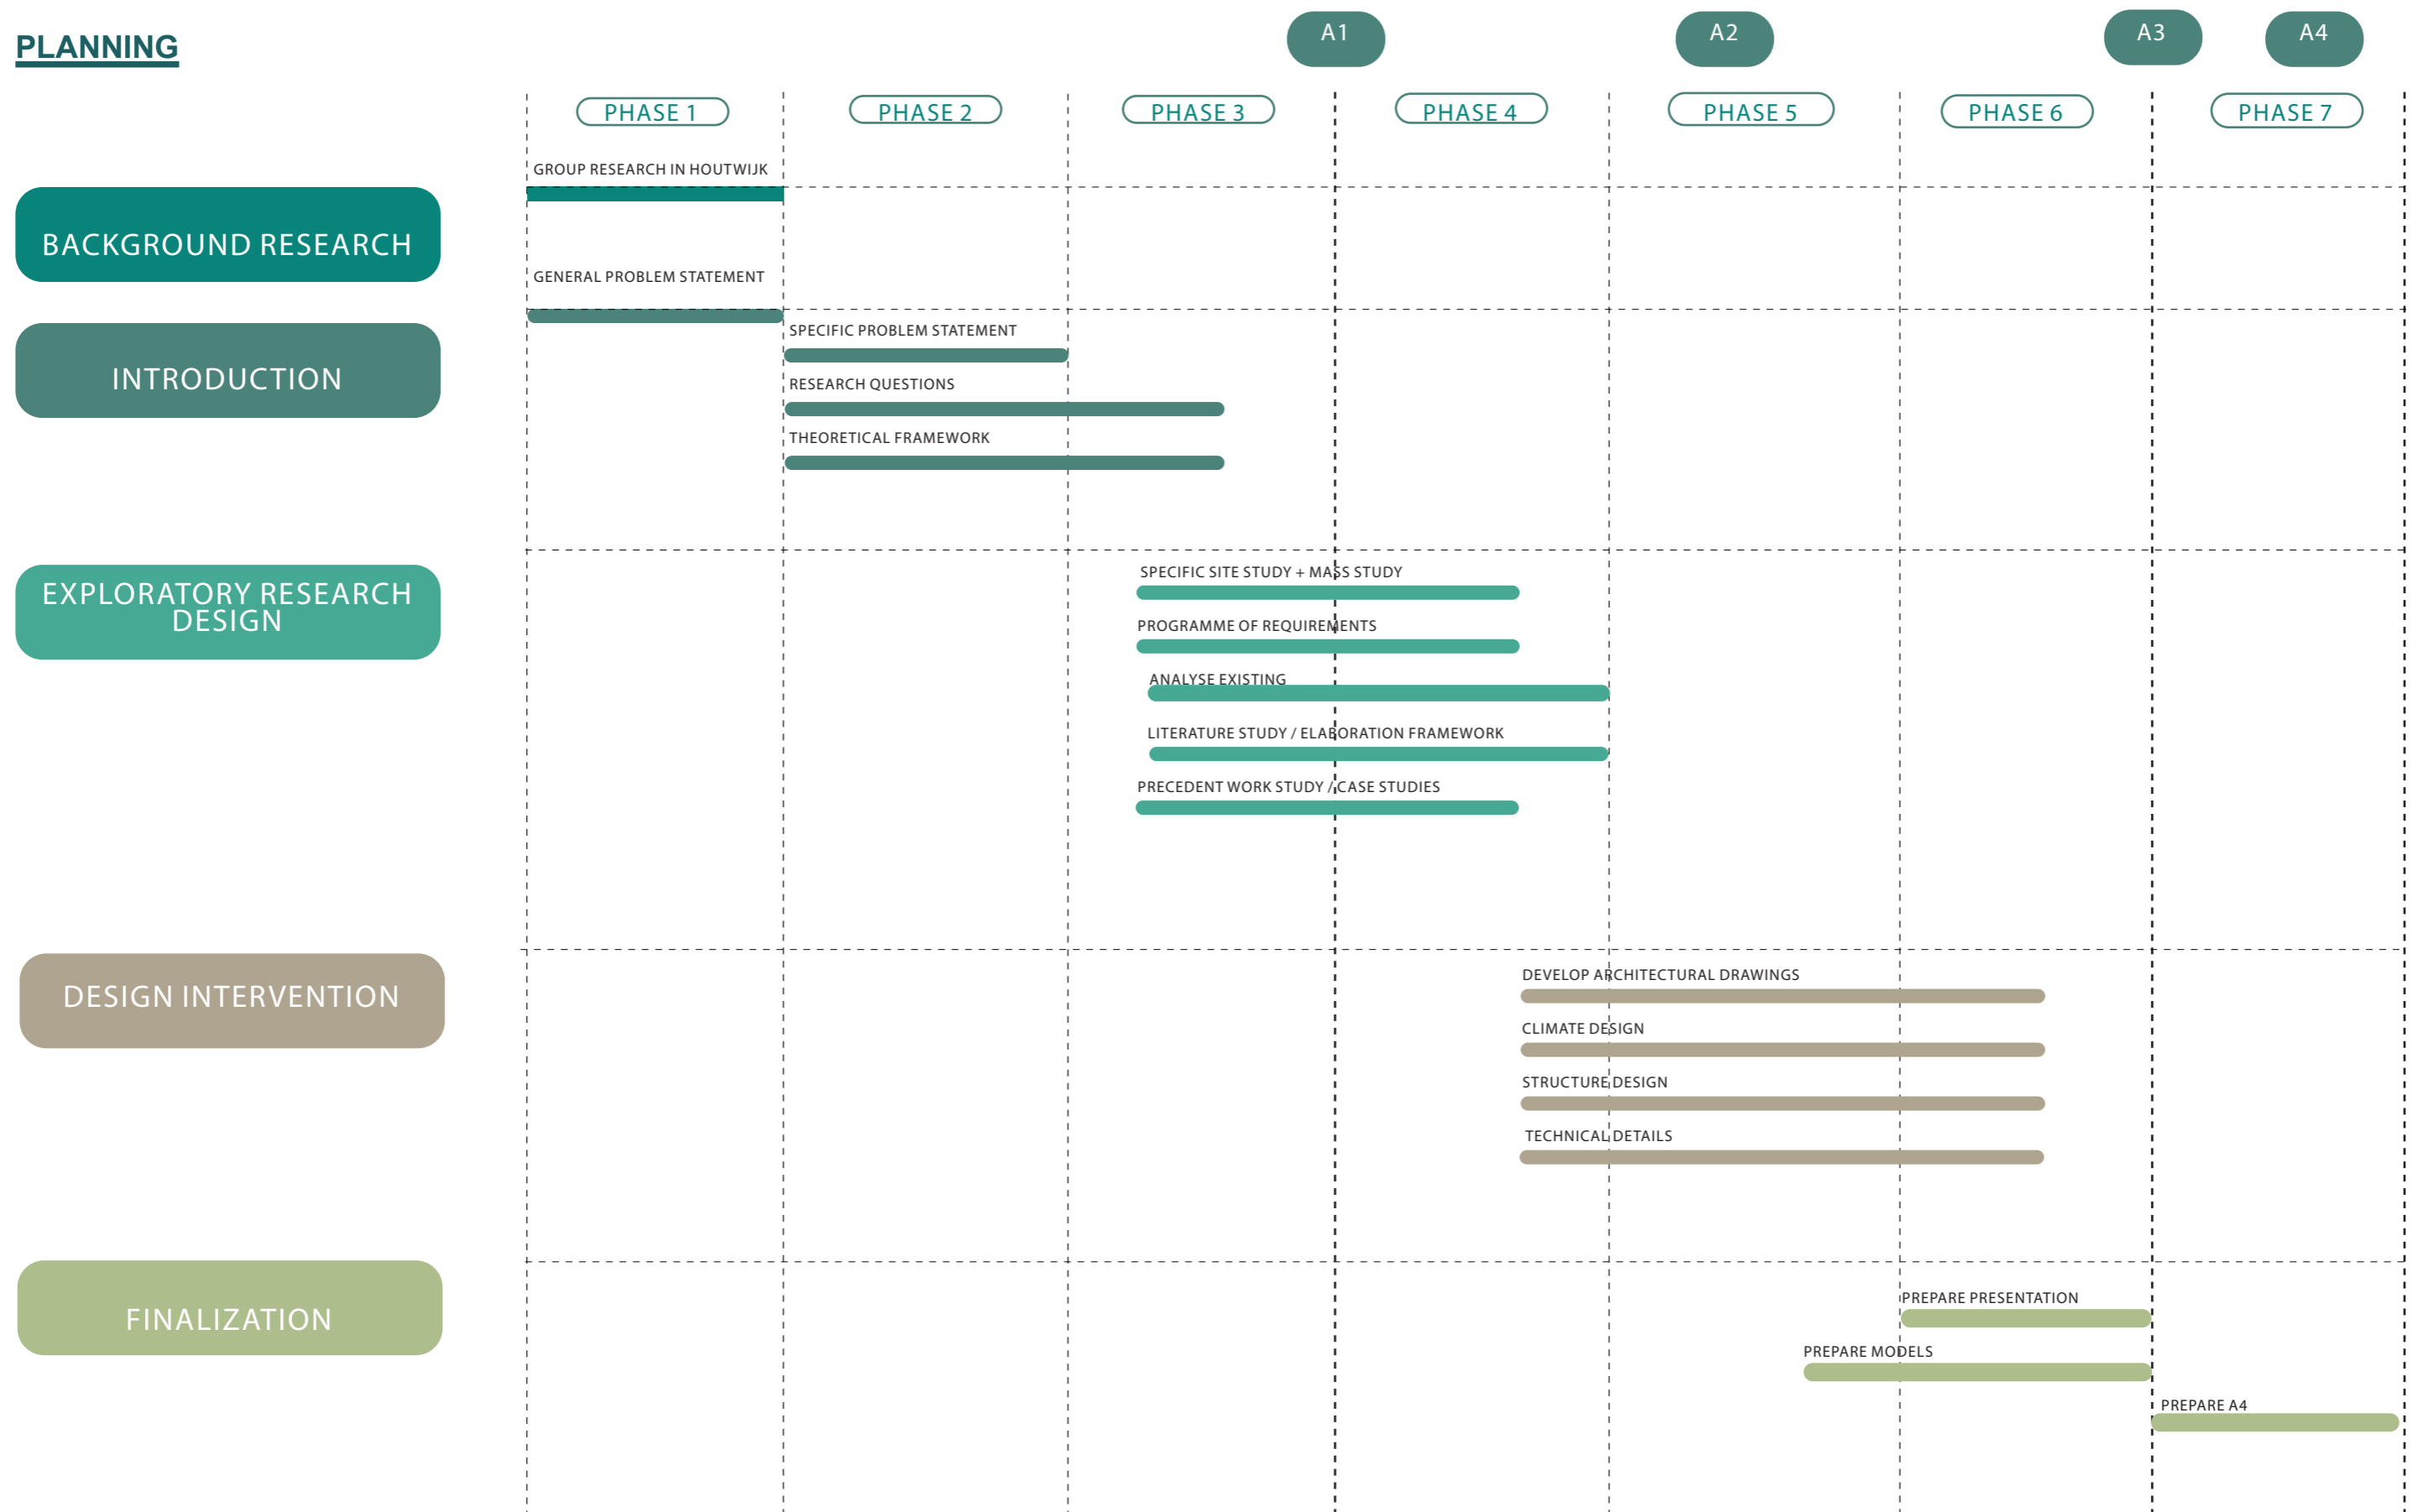 PLANNING
A1
A2
A3
A4
PHASE 1
PHASE 2
PHASE 3
PHASE 4
PHASE 5
PHASE 6
PHASE 7
GROUP RESEARCH IN HOUTWIJK
BACKGROUND RESEARCH
GENERAL PROBLEM STATEMENT
SPECIFIC PROBLEM STATEMENT
INTRODUCTION
RESEARCH QUESTIONS
THEORETICAL FRAMEWORK
SPECIFIC SITE STUDY + MASS STUDY
EXPLORATORY RESEARCH
DESIGN
PROGRAMME OF REQUIREMENTS
ANALYSE EXISTING
LITERATURE STUDY / ELABORATION FRAMEWORK
PRECEDENT WORK STUDY / CASE STUDIES
DEVELOP ARCHITECTURAL DRAWINGS
DESIGN INTERVENTION
CLIMATE DESIGN
STRUCTURE DESIGN
TECHNICAL DETAILS
PREPARE PRESENTATION
FINALIZATION
PREPARE MODELS
PREPARE A4